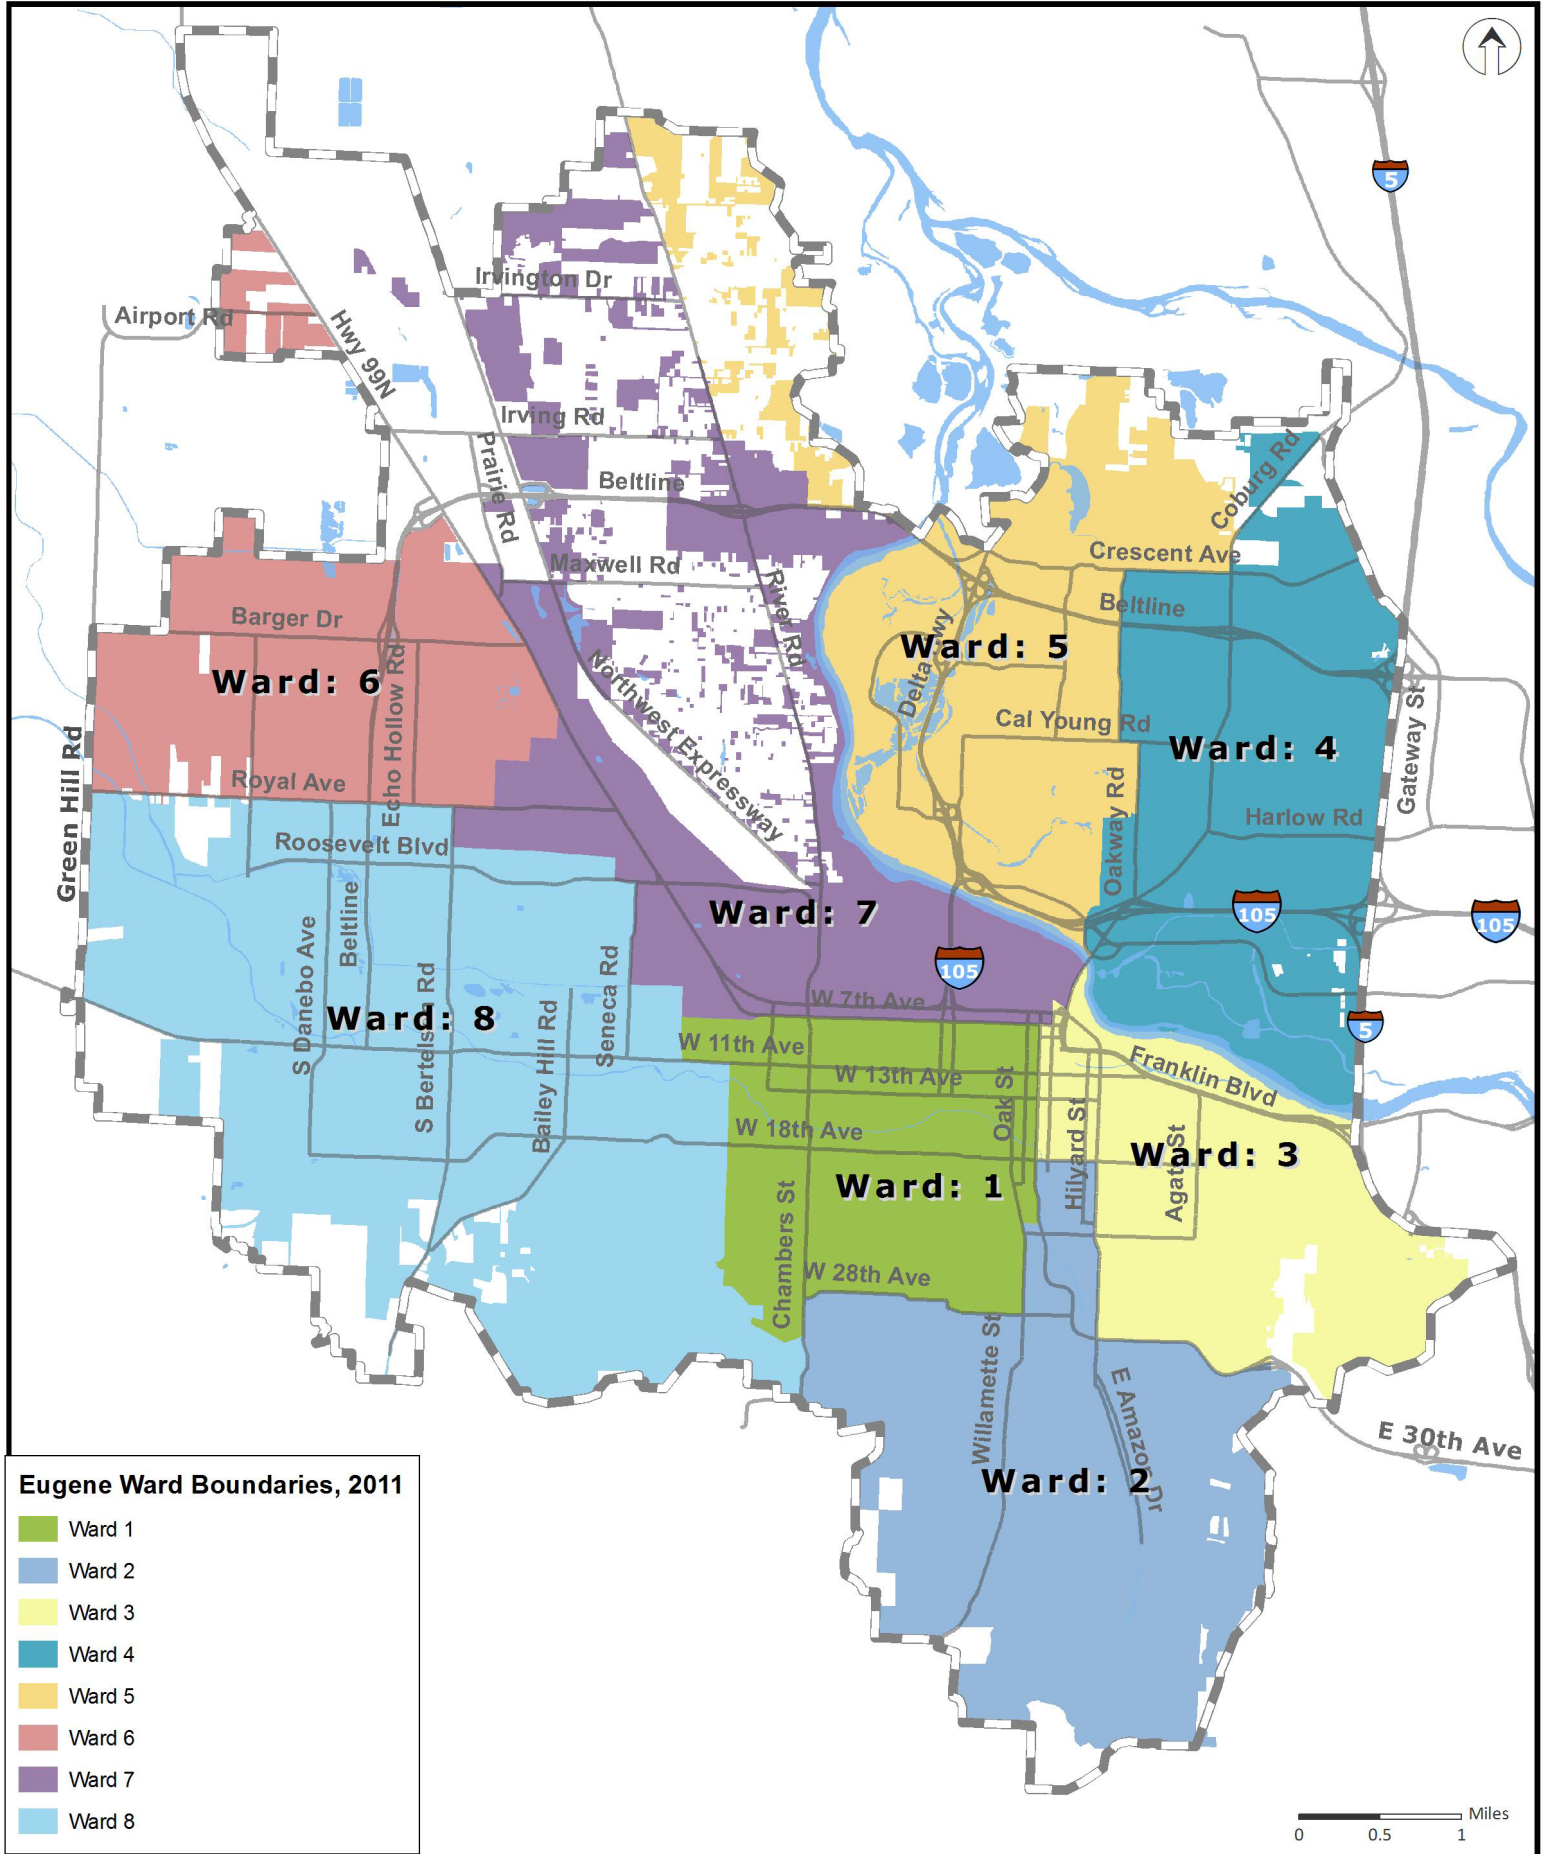 5
Irvington Dr
Airport Rd
Hwy 99N
Irving Rd
Prairie Rd
Beltline
Coburg Rd
Crescent Ave
Maxwell Rd
River Rd
Beltline
Barger Dr
Ward: 5
Delta Hwy
Ward: 6
Echo Hollow Rd
Northwest Expressway
Cal Young Rd
Ward: 4
Gateway St
Green Hill Rd
Royal Ave
Oakway Rd
Harlow Rd
Roosevelt Blvd
Ward: 7
105
105
105
S Danebo Ave
Beltline
S Bertelsen Rd
Bailey Hill Rd
Seneca Rd
Ward: 8
W 7th Ave
5
W 11th Ave
W 13th Ave
Oak St
Franklin Blvd
W 18th Ave
Hilyard St
Agate St
Ward: 3
Ward: 1
Chambers St
W 28th Ave
Willamette St
E Amazon Dr
E 30th Ave
Ward: 2
Eugene Ward Boundaries, 2011
Ward 1
Ward 2
Ward 3
Ward 4
Ward 5
Ward 6
Ward 7
Ward 8
Miles
0 0.5 1